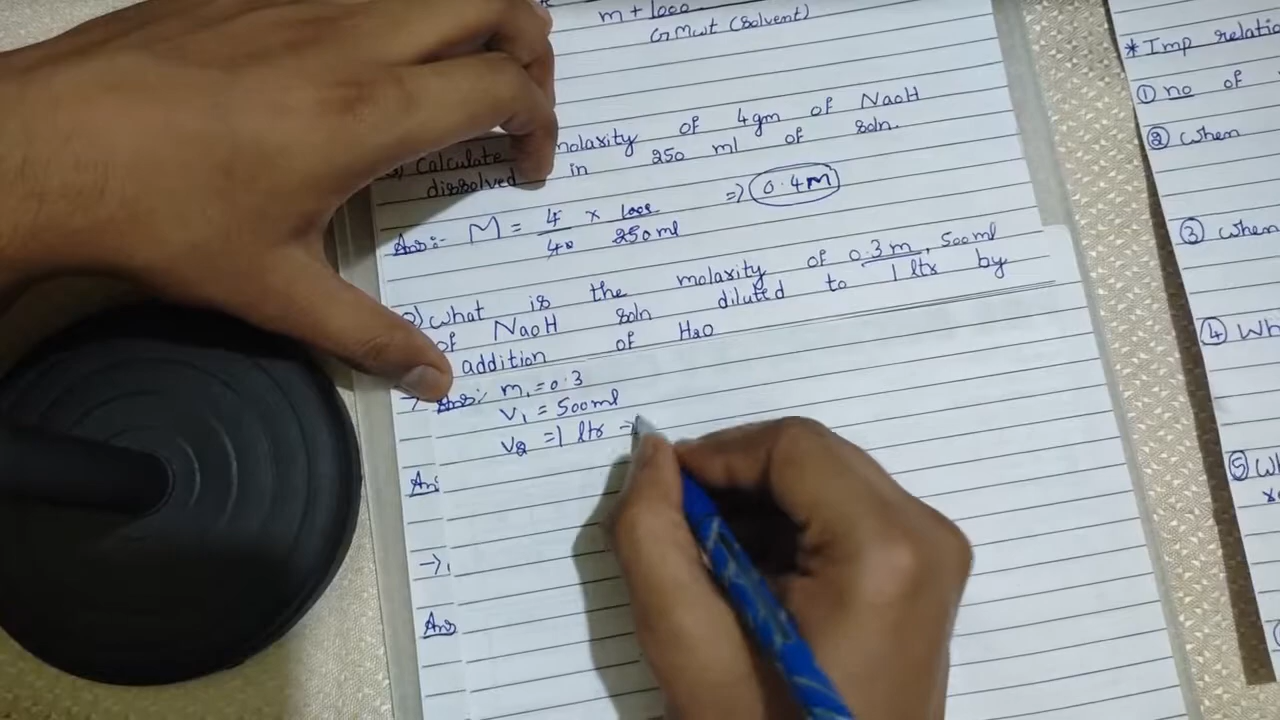 m + 1000
GMwt (solvent)
Calculate molarity of 4gm of NaOH
dissolved in 250 ml of soln.
Ans:- M = 4/40 x 1000/250ml => 0.4M
2) What is the molarity of 0.3m, 500ml
of NaOH soln diluted to 1 ltr by
addition of H2O
→ Ans:- m1 = 0.3
V1 = 500ml
V2 = 1 ltr →
Ans
→
Ans
* Imp relatio
① no of
② When
③ When
④ Wh
⑤ Wh